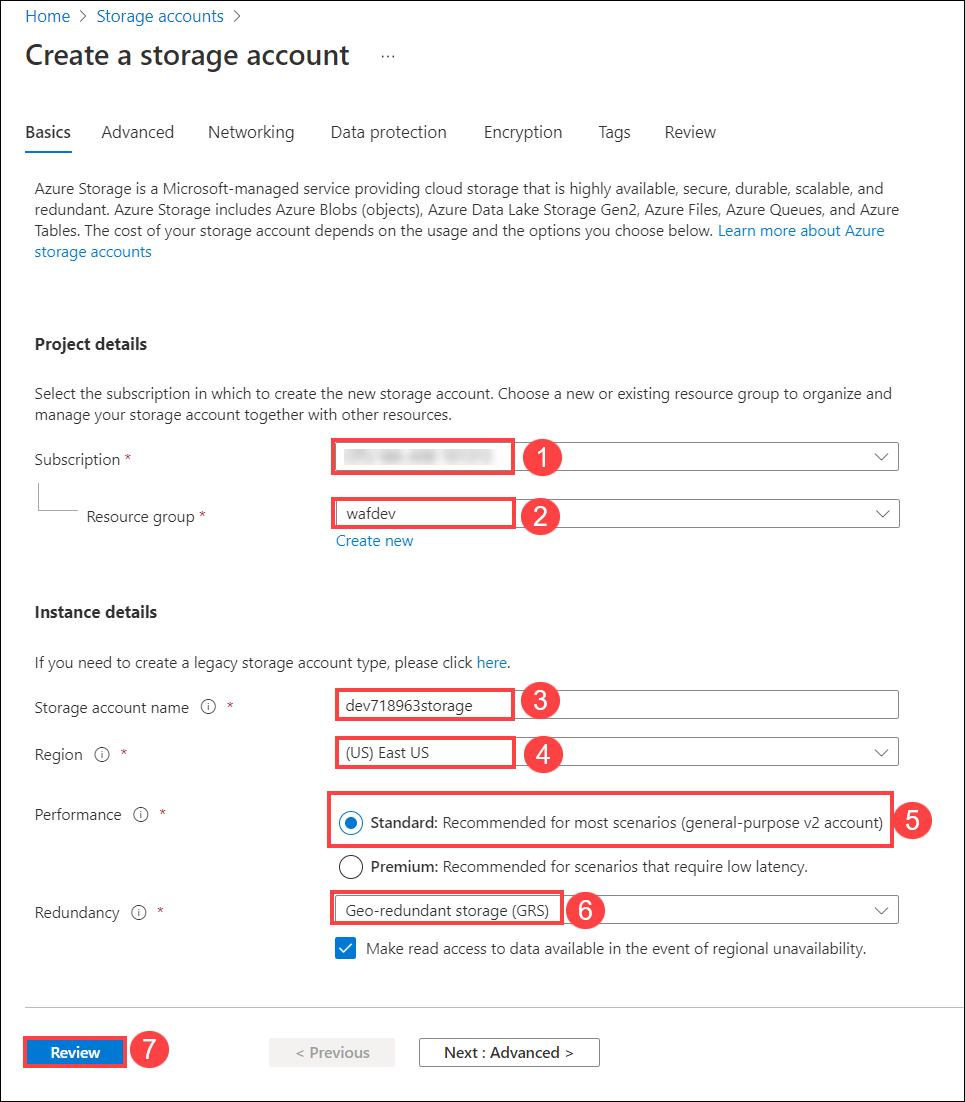 Home > Storage accounts >
Create a storage account ...
Basics Advanced Networking Data protection Encryption Tags Review
Azure Storage is a Microsoft-managed service providing cloud storage that is highly available, secure, durable, scalable, and
redundant. Azure Storage includes Azure Blobs (objects), Azure Data Lake Storage Gen2, Azure Files, Azure Queues, and Azure
Tables. The cost of your storage account depends on the usage and the options you choose below. Learn more about Azure
storage accounts
Project details
Select the subscription in which to create the new storage account. Choose a new or existing resource group to organize and
manage your storage account together with other resources.
Subscription * 1
Resource group * wafdev 2
Create new
Instance details
If you need to create a legacy storage account type, please click here.
Storage account name * dev718963storage 3
Region * (US) East US 4
Performance * Standard: Recommended for most scenarios (general-purpose v2 account) 5
Premium: Recommended for scenarios that require low latency.
Redundancy * Geo-redundant storage (GRS) 6
Make read access to data available in the event of regional unavailability.
Review 7 < Previous Next : Advanced >